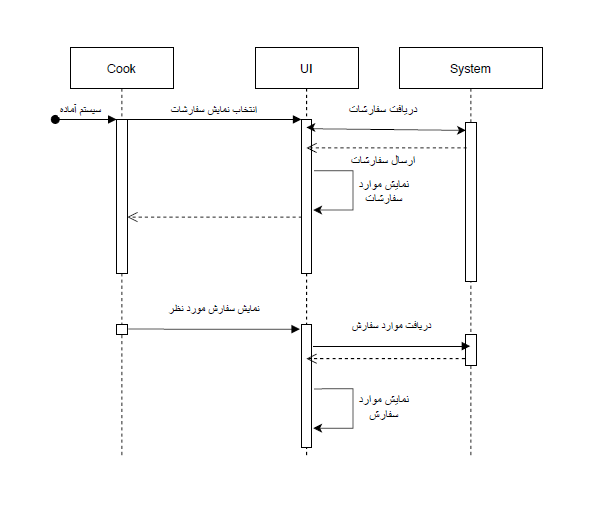 Cook
UI
System
سیستم آماده
انتخاب نمایش سفارشات
دریافت سفارشات
ارسال سفارشات
نمایش موارد
سفارشات
نمایش سفارش مورد نظر
دریافت موارد سفارش
نمایش موارد
سفارش